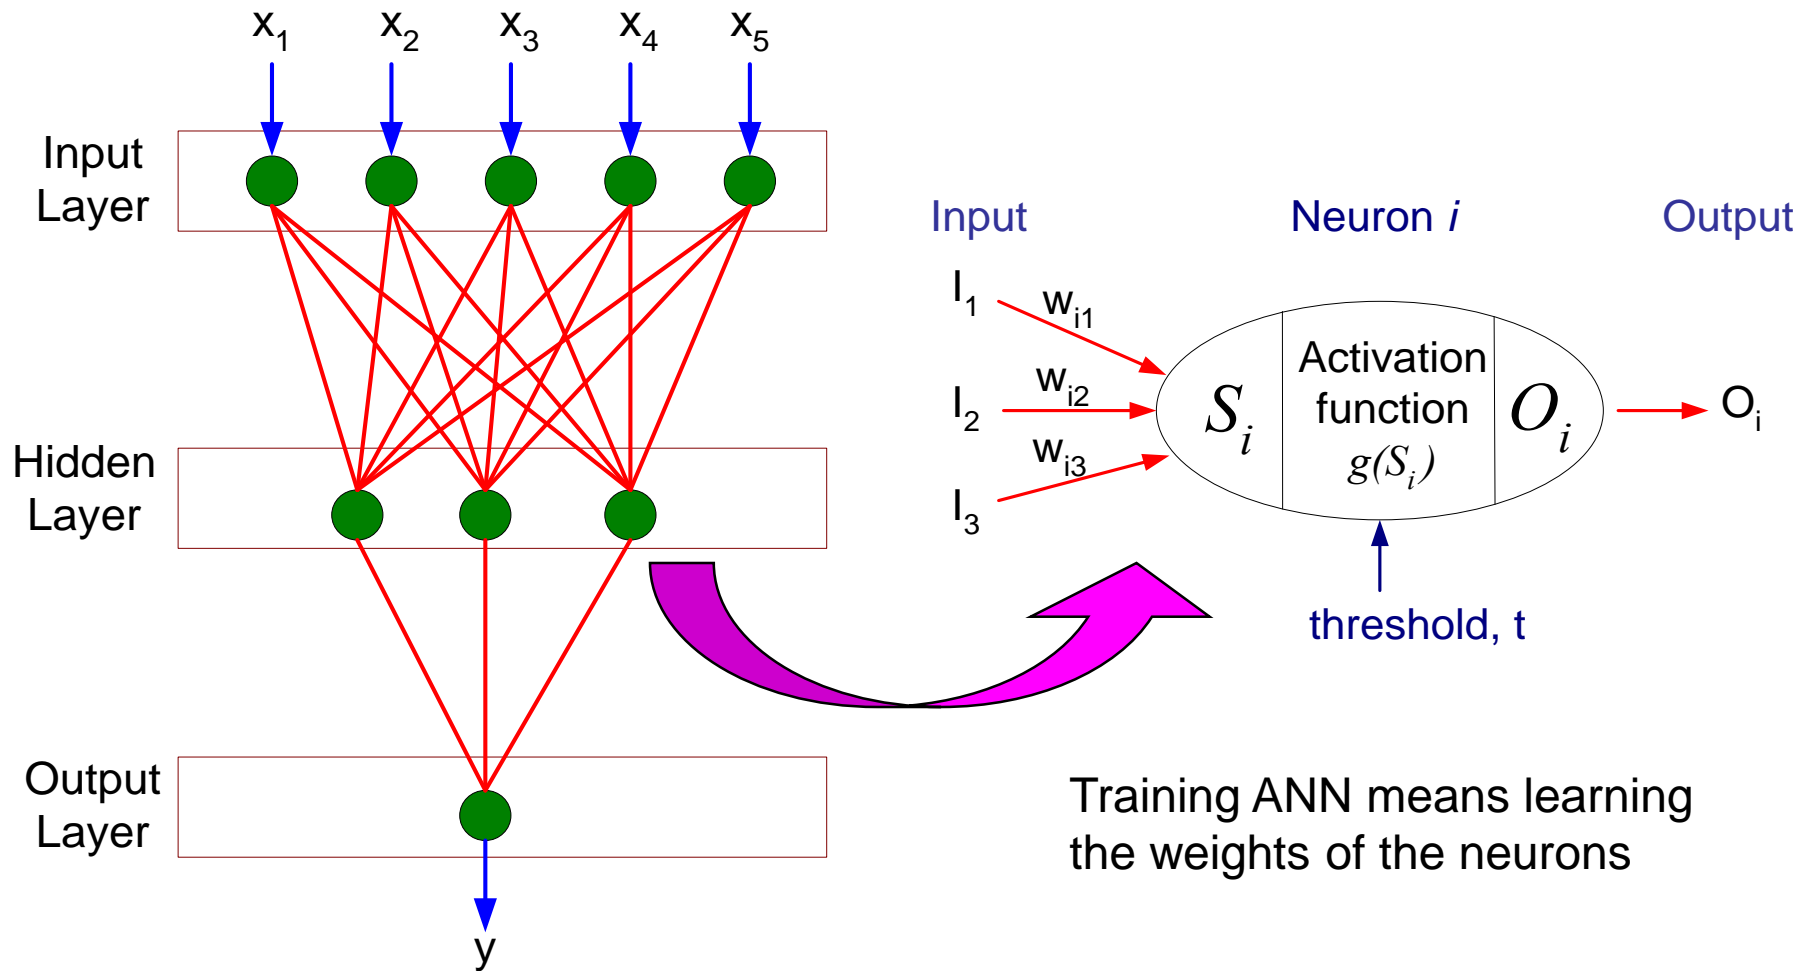 x1 x2 x3 x4 x5
Input
Layer
Hidden
Layer
Output
Layer
y
Input Neuron i Output
I1
wi1
I2
wi2
I3
wi3
Si
Activation
function
g(Si)
Oi
Oi
threshold, t
Training ANN means learning
the weights of the neurons